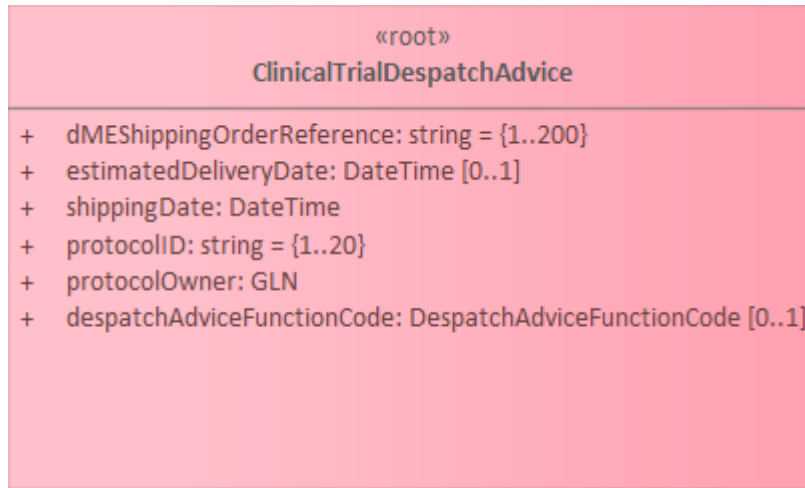 «root»
ClinicalTrialDespatchAdvice
+ dMEShippingOrderReference: string = {1..200}
+ estimatedDeliveryDate: DateTime [0..1]
+ shippingDate: DateTime
+ protocolID: string = {1..20}
+ protocolOwner: GLN
+ despatchAdviceFunctionCode: DespatchAdviceFunctionCode [0..1]